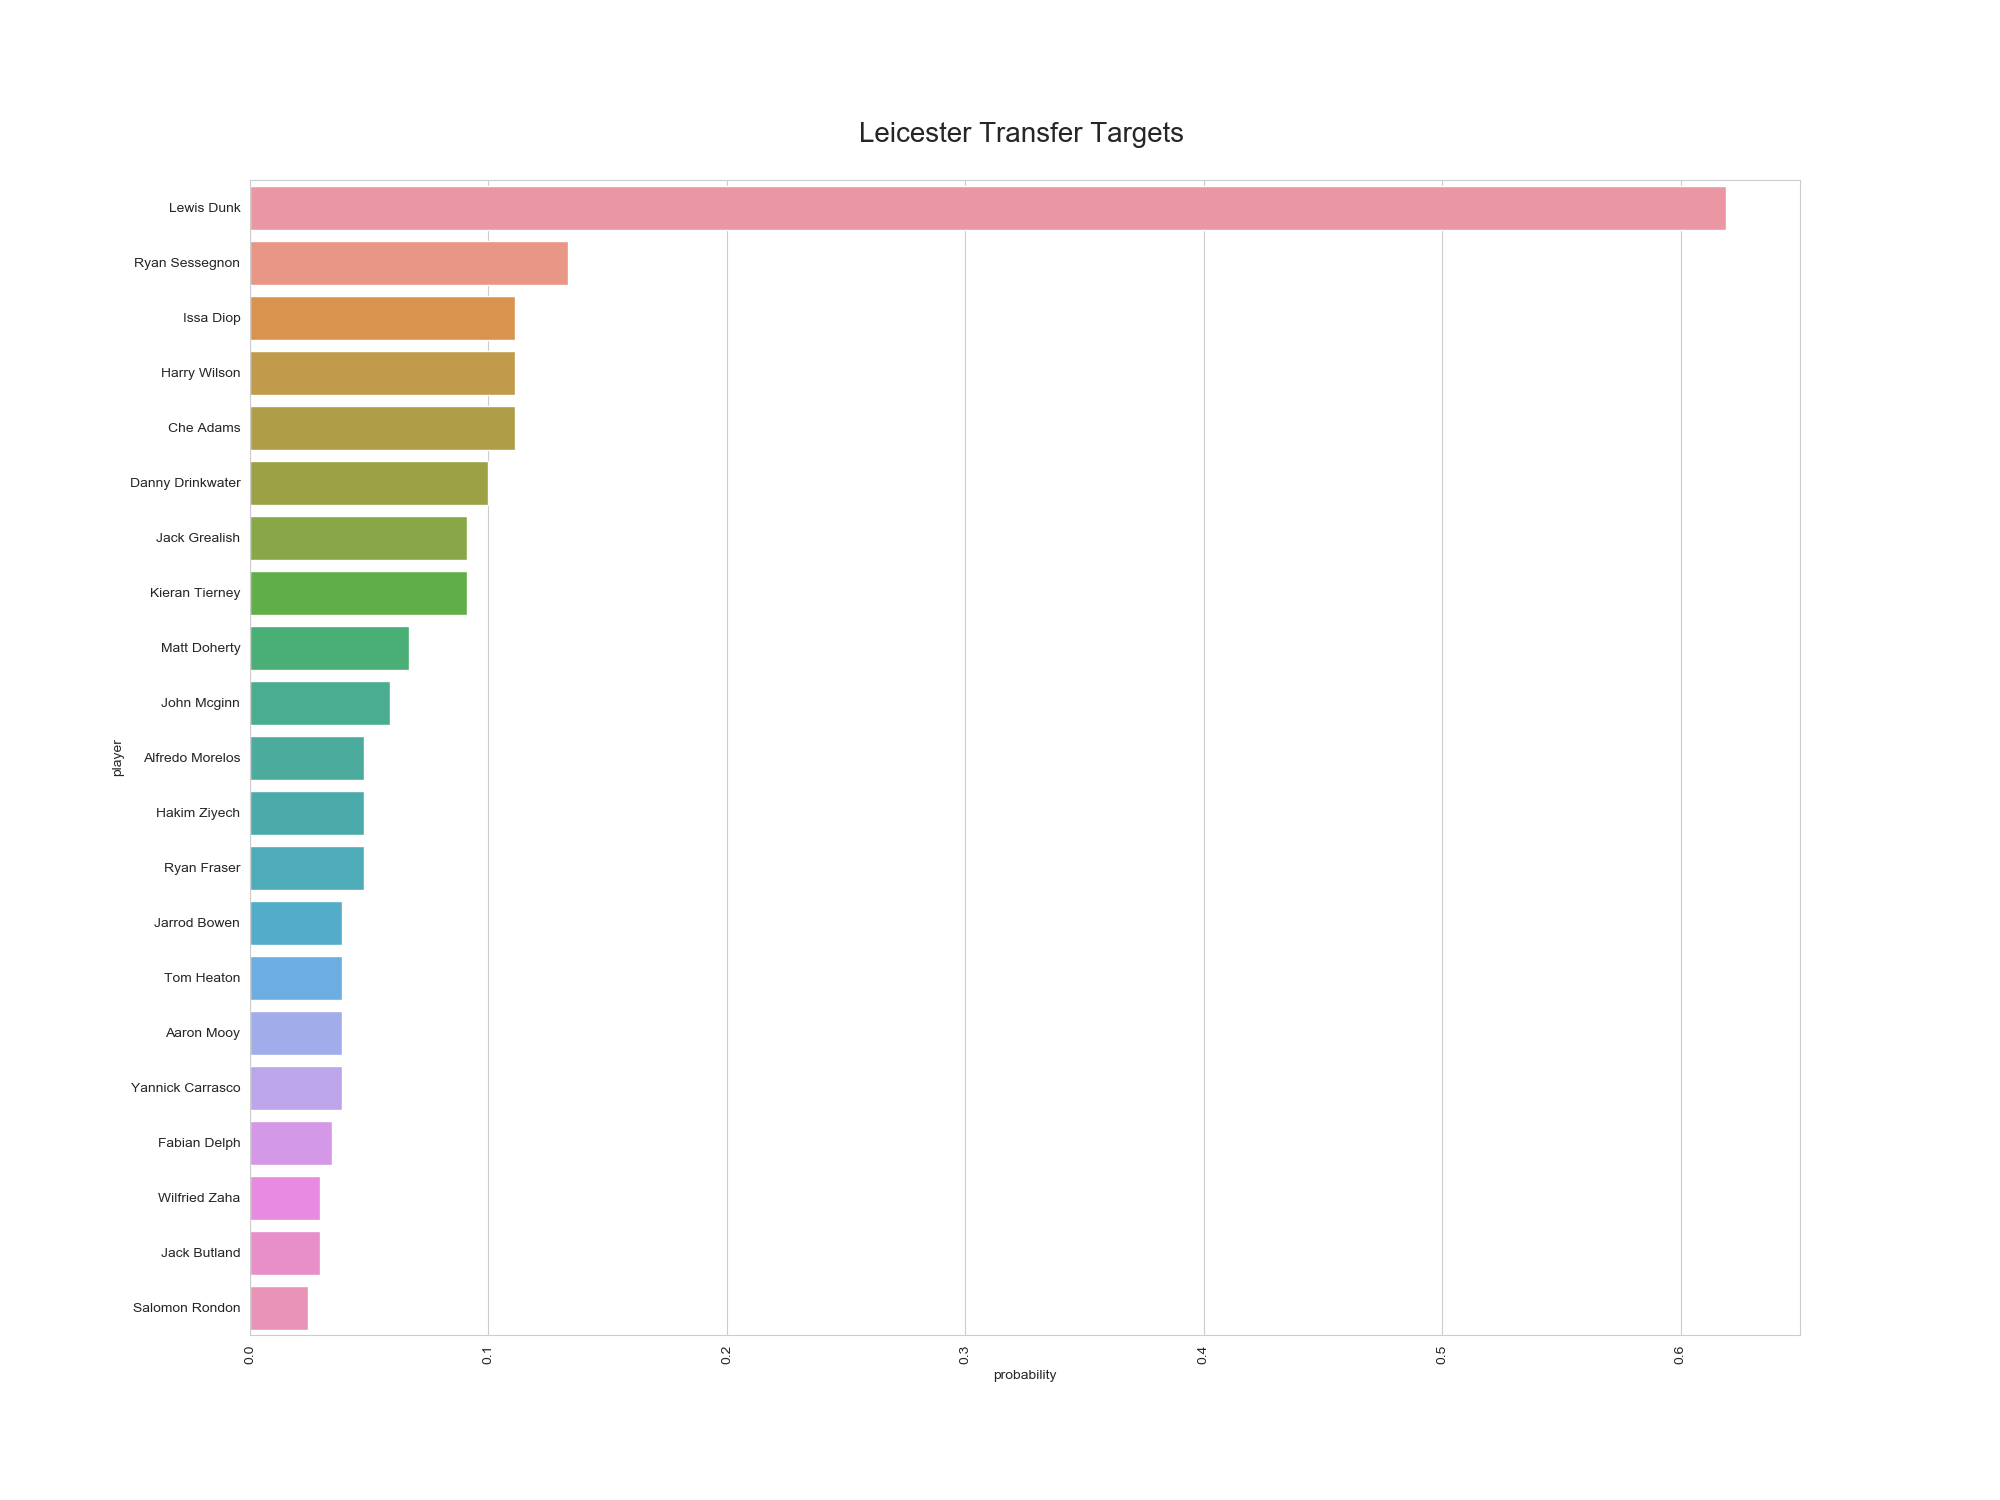 Leicester Transfer Targets
Lewis Dunk
Ryan Sessegnon
Issa Diop
Harry Wilson
Che Adams
Danny Drinkwater
Jack Grealish
Kieran Tierney
Matt Doherty
John Mcginn
Alfredo Morelos
Hakim Ziyech
Ryan Fraser
Jarrod Bowen
Tom Heaton
Aaron Mooy
Yannick Carrasco
Fabian Delph
Wilfried Zaha
Jack Butland
Salomon Rondon
player
0.0
0.1
0.2
0.3
0.4
0.5
0.6
probability